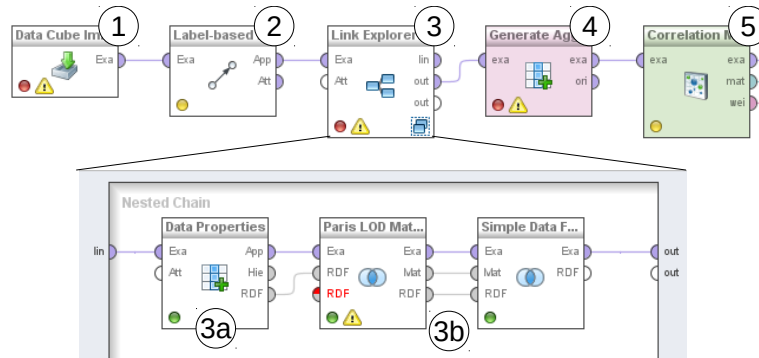 1
2
3
4
5
Data Cube Im
Label-based
Link Explorer
Generate Agg
Correlation M
Exa
Exa
App
Att
Exa
Att
lin
out
out
exa
exa
ori
exa
exa
mat
wei
Nested Chain
Data Properties
Paris LOD Mat...
Simple Data F...
lin
Exa
Att
App
Hie
RDF
Exa
RDF
RDF
Exa
Mat
RDF
Exa
Mat
RDF
Exa
RDF
out
out
3a
3b